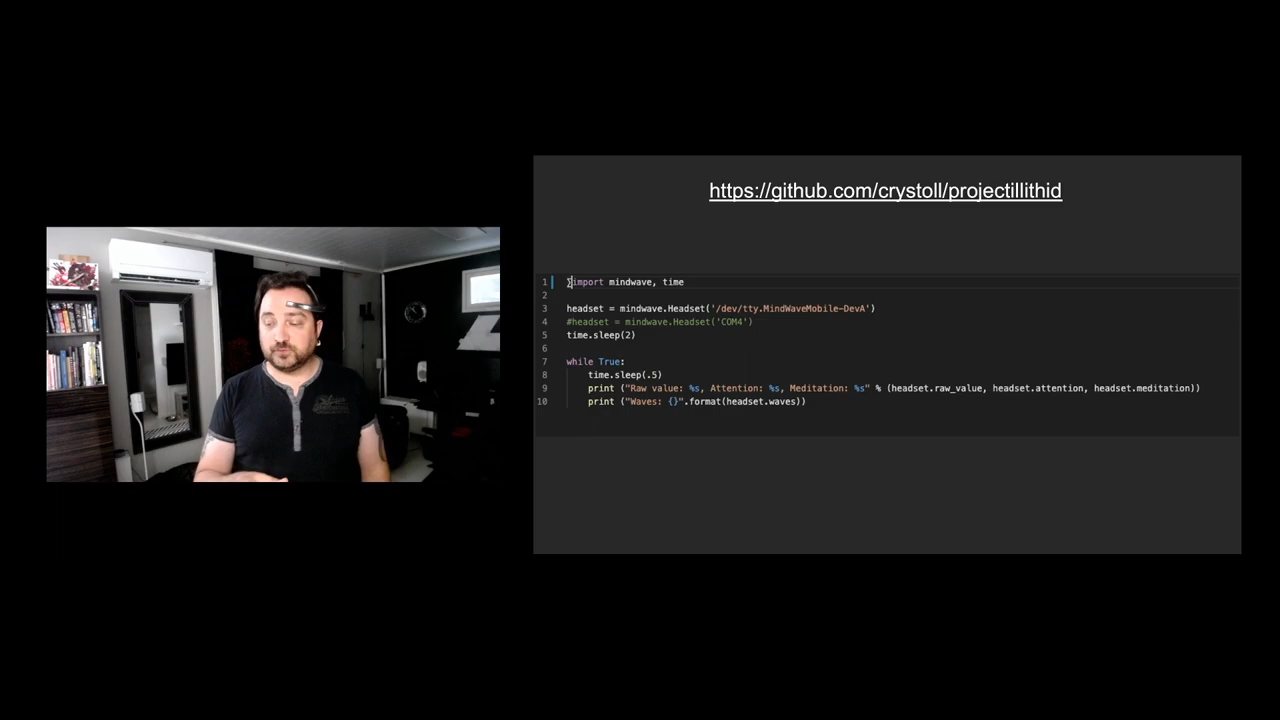 https://github.com/crystoll/projectillithid
1 import mindwave, time
2
3 headset = mindwave.Headset('/dev/tty.MindWaveMobile-DevA')
4 #headset = mindwave.Headset('COM4')
5 time.sleep(2)
6
7 while True:
8 time.sleep(.5)
9 print ("Raw value: %s, Attention: %s, Meditation: %s" % (headset.raw_value, headset.attention, headset.meditation))
10 print ("Waves: {}".format(headset.waves))